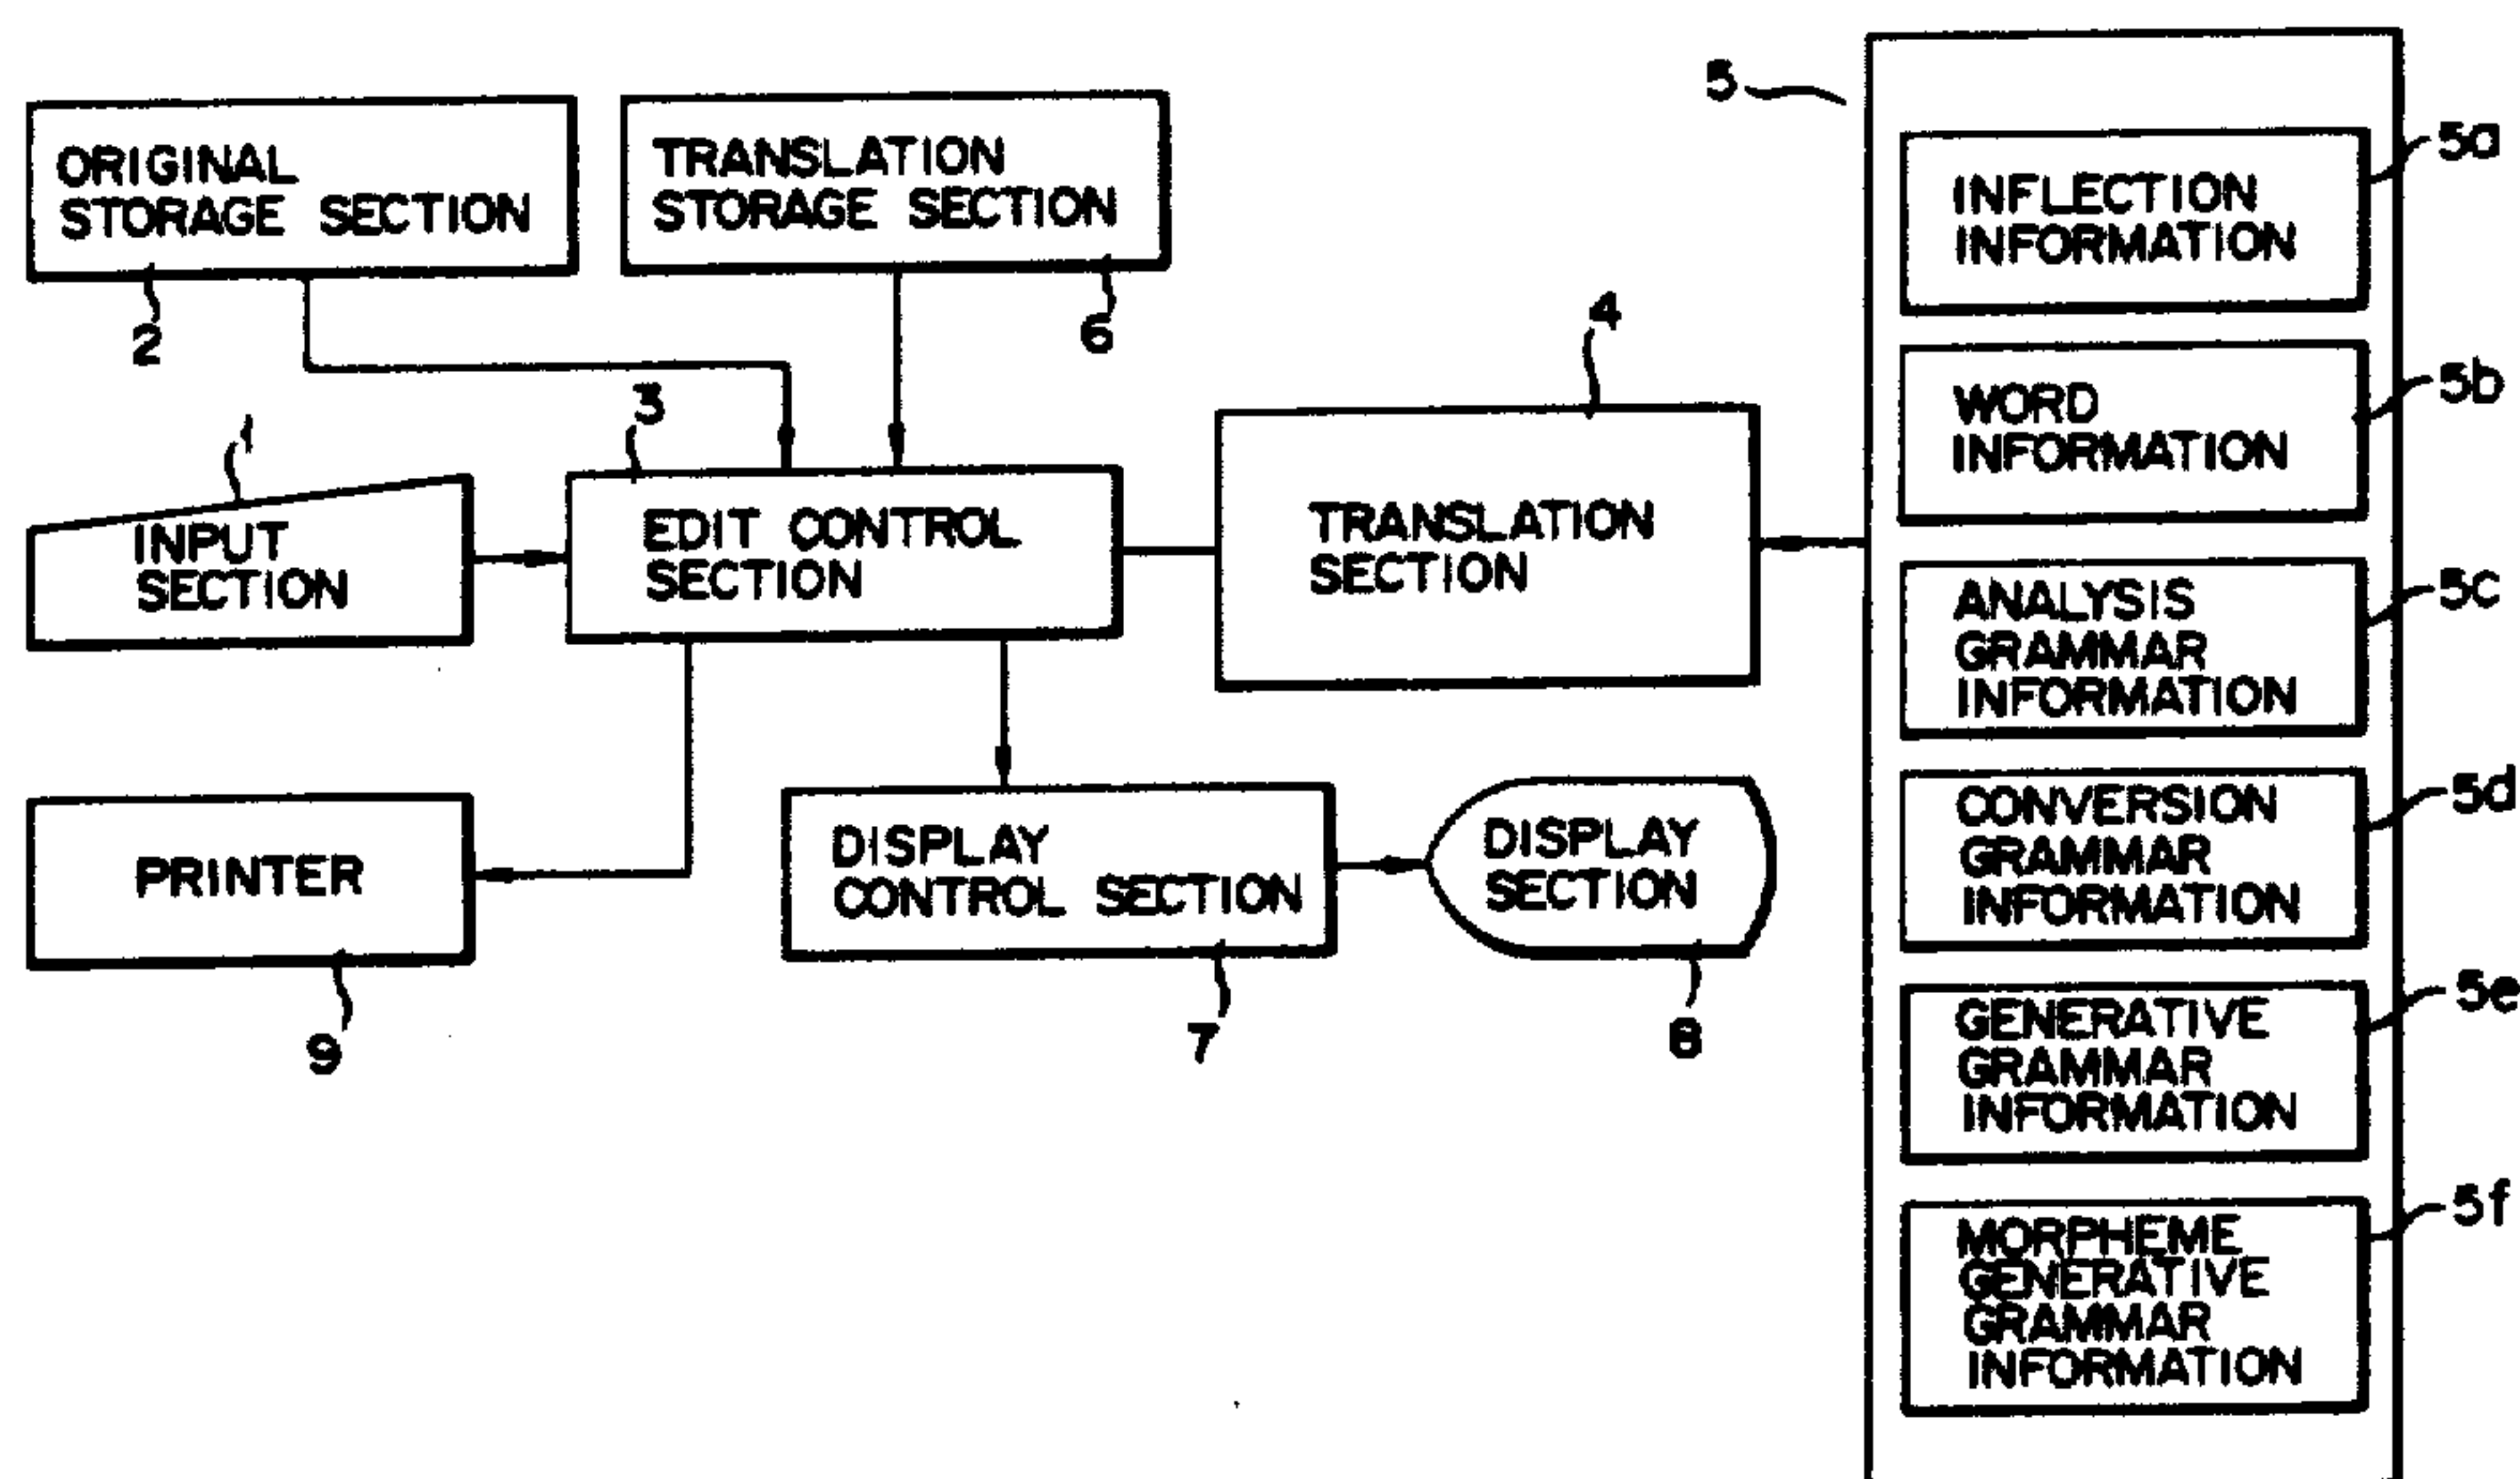 ORIGINAL
STORAGE SECTION
2
TRANSLATION
STORAGE SECTION
6
1
INPUT
SECTION
3
EDIT CONTROL
SECTION
4
TRANSLATION
SECTION
PRINTER
9
DISPLAY
CONTROL SECTION
7
DISPLAY
SECTION
8
5
INFLECTION
INFORMATION
5a
WORD
INFORMATION
5b
ANALYSIS
GRAMMAR
INFORMATION
5c
CONVERSION
GRAMMAR
INFORMATION
5d
GENERATIVE
GRAMMAR
INFORMATION
5e
MORPHEME
GENERATIVE
GRAMMAR
INFORMATION
5f